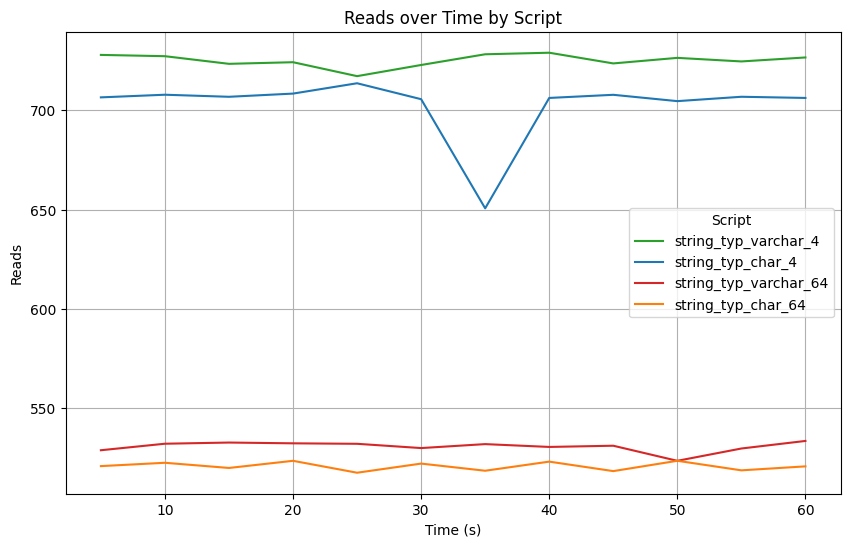 Reads over Time by Script
Reads
700
650
600
550
Script
string_typ_varchar_4
string_typ_char_4
string_typ_varchar_64
string_typ_char_64
10 20 30 40 50 60
Time (s)